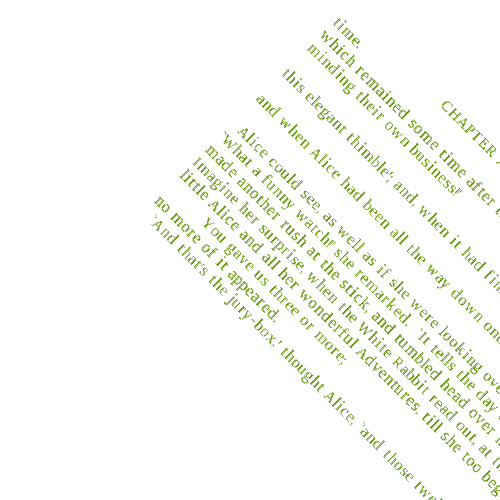 CHAPTER
time.
which remained some time after
minding their own business!'
this elegant thimble'; and, when it had
and when Alice had been all the way down
Alice could see, as well as if she were looking
'What a funny watch!' she remarked. 'It tells the day
made another rush at the stick, and tumbled head over
Imagine her surprise, when the White Rabbit read out, at
little Alice and all her wonderful Adventures, till she too
You gave us three or more;
no more of it appeared.
'And that's the jury-box,' thought Alice, 'and those